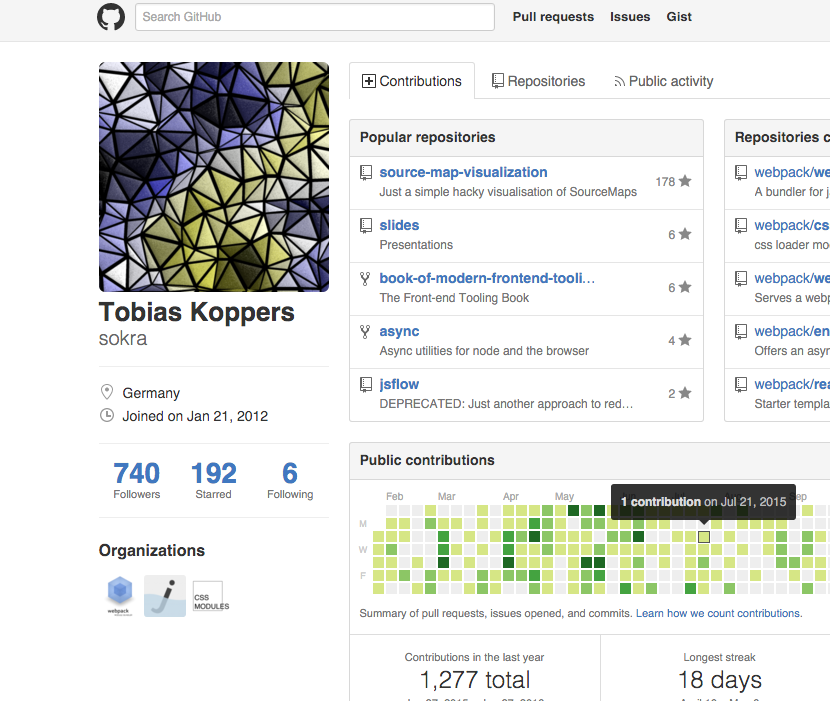 Search GitHub
Pull requests Issues Gist
Contributions Repositories Public activity
Tobias Koppers
sokra
Germany
Joined on Jan 21, 2012
740 192 6
Followers Starred Following
Organizations
webpack
CSS
MODULES
Popular repositories
source-map-visualization
Just a simple hacky visualisation of SourceMaps
178
slides
Presentations
6
book-of-modern-frontend-tooli…
The Front-end Tooling Book
6
async
Async utilities for node and the browser
4
jsflow
DEPRECATED: Just another approach to red…
2
Repositories c
webpack/we
A bundler for j
webpack/cs
css loader mo
webpack/we
Serves a webp
webpack/en
Offers an asyn
webpack/rea
Starter templa
Public contributions
1 contribution on Jul 21, 2015
Feb Mar Apr May Sep
M
W
F
Summary of pull requests, issues opened, and commits. Learn how we count contributions.
Contributions in the last year
1,277 total
Longest streak
18 days